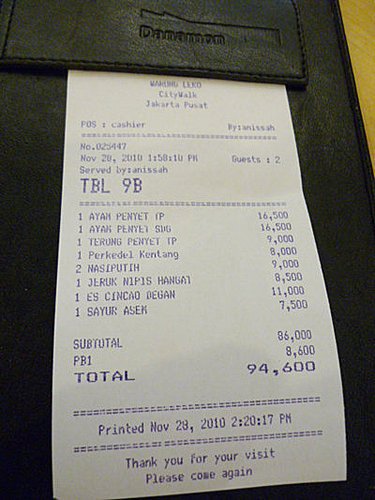 Danamon
WARUNG LEKO
CityWalk
Jakarta Pusat
POS : cashier By:anissah
No.025447
Nov 28, 2010 1:58:10 PM Guests : 2
Served by:anissah
TBL 9B
1 AYAM PENYET TP 16,500
1 AYAM PENYET SDG 16,500
1 TERONG PENYET TP 9,000
1 Perkedel Kentang 8,000
2 NASIPUTIH 9,000
1 JERUK NIPIS HANGAT 8,500
1 ES CINCAO DEGAN 11,000
1 SAYUR ASEM 7,500
SUBTOTAL 86,000
PB1 8,600
TOTAL 94,600
Printed Nov 28, 2010 2:20:17 PM
Thank you for your visit
Please come again